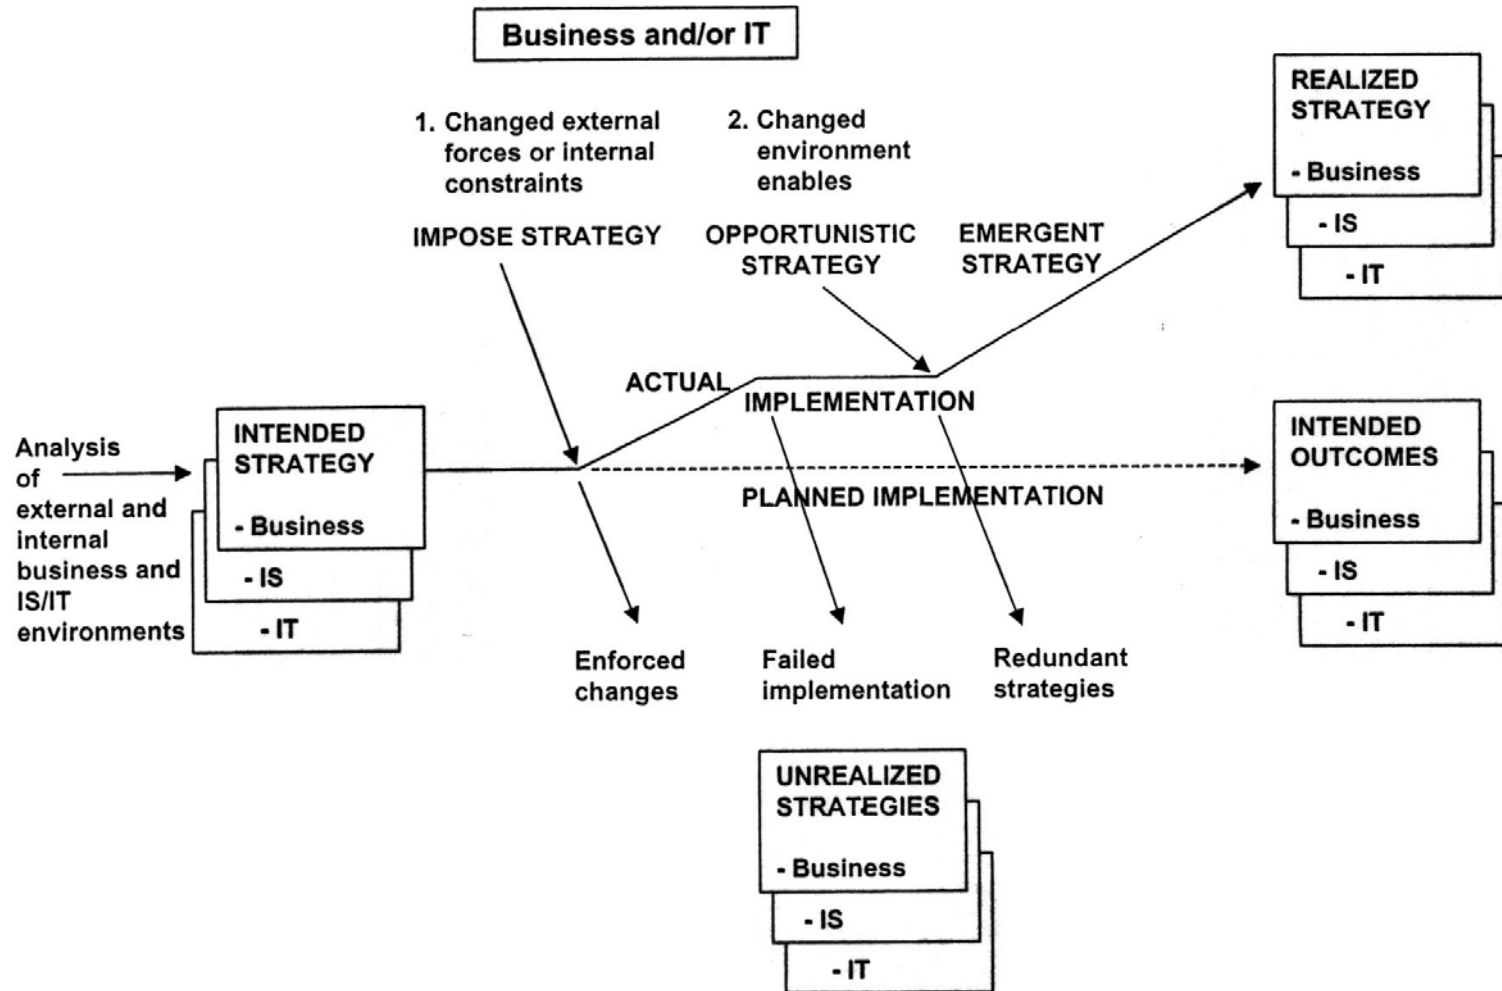 Business and/or IT
1. Changed external
forces or internal
constraints
IMPOSE STRATEGY
2. Changed
environment
enables
OPPORTUNISTIC
STRATEGY
EMERGENT
STRATEGY
REALIZED
STRATEGY
- Business
- IS
- IT
ACTUAL
IMPLEMENTATION
Analysis
of
external and
internal
business and
IS/IT
environments
INTENDED
STRATEGY
- Business
- IS
- IT
PLANNED IMPLEMENTATION
INTENDED
OUTCOMES
- Business
- IS
- IT
Enforced
changes
Failed
implementation
Redundant
strategies
UNREALIZED
STRATEGIES
- Business
- IS
- IT